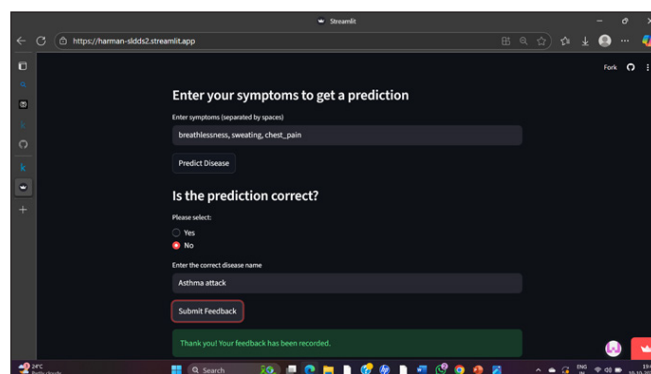 Streamlit
https://harman-sldds2.streamlit.app
Fork
Enter your symptoms to get a prediction
Enter symptoms (separated by spaces)
breathlessness, sweating, chest_pain
Predict Disease
Is the prediction correct?
Please select:
Yes
No
Enter the correct disease name
Asthma attack
Submit Feedback
Thank you! Your feedback has been recorded.
24°C
Search
ENG